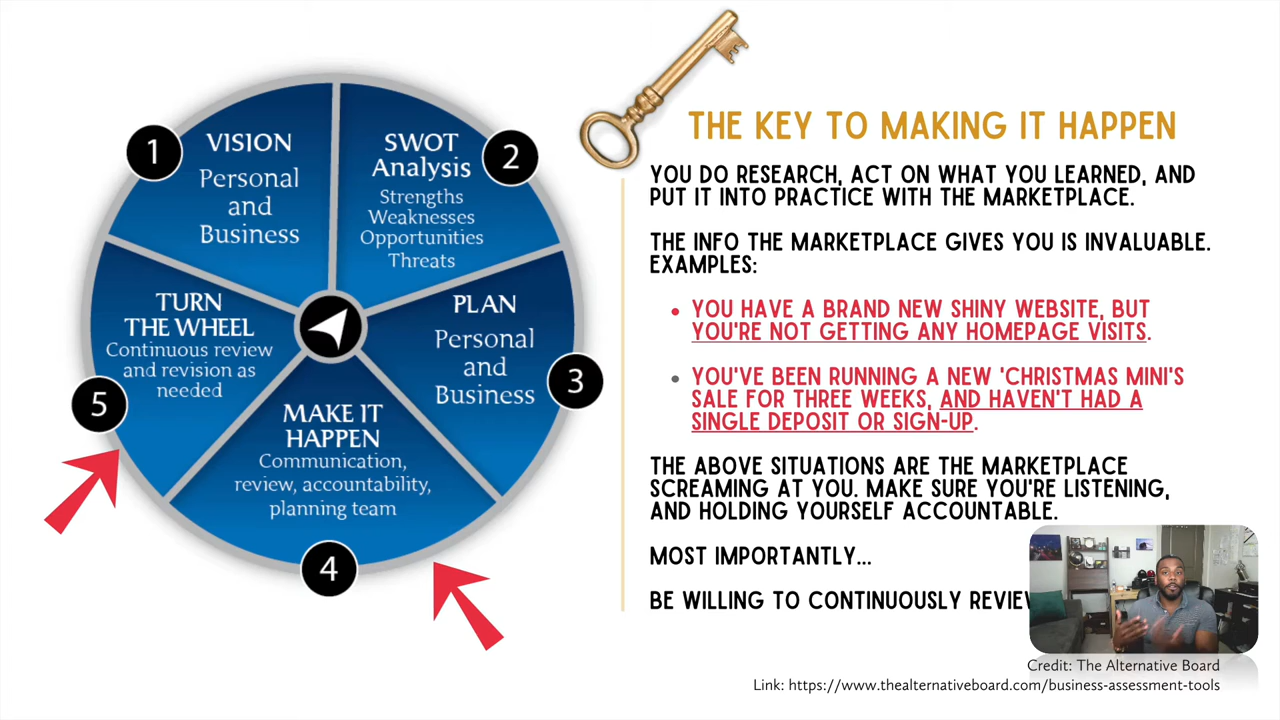 1
VISION
Personal
and
Business
SWOT
Analysis
Strengths
Weaknesses
Opportunities
Threats
2
PLAN
Personal
and
Business
3
MAKE IT
HAPPEN
Communication,
review, accountability,
planning team
4
TURN
THE WHEEL
Continuous review
and revision as
needed
5
THE KEY TO MAKING IT HAPPEN
YOU DO RESEARCH, ACT ON WHAT YOU LEARNED, AND
PUT IT INTO PRACTICE WITH THE MARKETPLACE.
THE INFO THE MARKETPLACE GIVES YOU IS INVALUABLE.
EXAMPLES:
• YOU HAVE A BRAND NEW SHINY WEBSITE, BUT
YOU'RE NOT GETTING ANY HOMEPAGE VISITS.
• YOU'VE BEEN RUNNING A NEW 'CHRISTMAS MINI'S
SALE FOR THREE WEEKS, AND HAVEN'T HAD A
SINGLE DEPOSIT OR SIGN-UP.
THE ABOVE SITUATIONS ARE THE MARKETPLACE
SCREAMING AT YOU. MAKE SURE YOU'RE LISTENING,
AND HOLDING YOURSELF ACCOUNTABLE.
MOST IMPORTANTLY...
BE WILLING TO CONTINUOUSLY
Credit: The Alternative Board
Link: https://www.thealternativeboard.com/business-assessment-tools